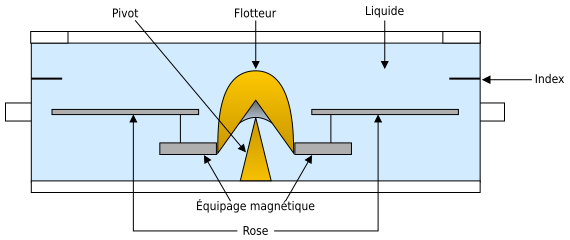 Pivot
Flotteur
Liquide
Index
Équipage magnétique
Rose